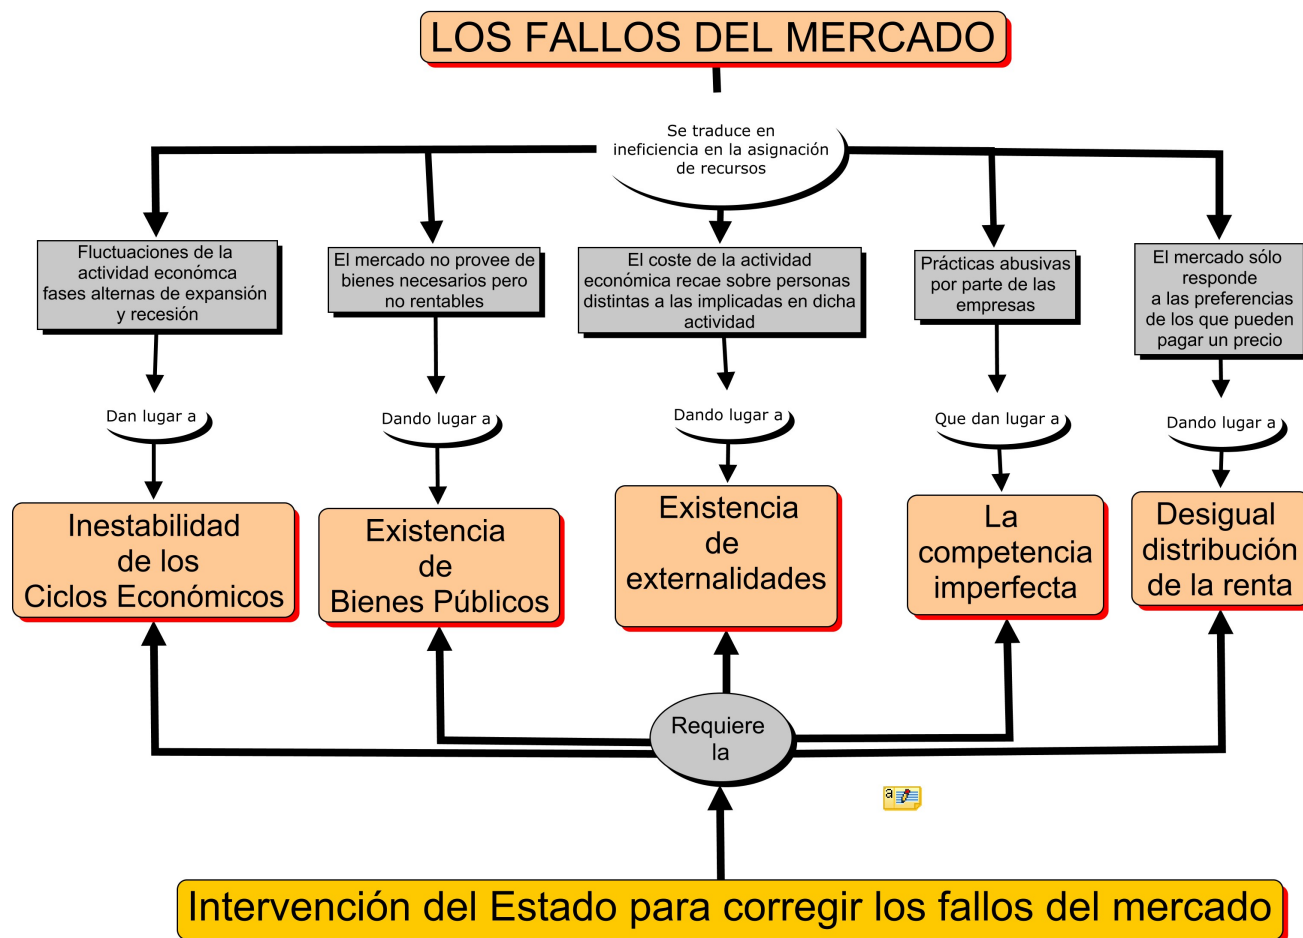 LOS FALLOS DEL MERCADO
Se traduce en
ineficiencia en la asignación
de recursos
Fluctuaciones de la
actividad económca
fases alternas de expansión
y recesión
El mercado no provee de
bienes necesarios pero
no rentables
El coste de la actividad
económica recae sobre personas
distintas a las implicadas en dicha
actividad
Prácticas abusivas
por parte de las
empresas
El mercado sólo
responde
a las preferencias
de los que pueden
pagar un precio
Dan lugar a
Dando lugar a
Dando lugar a
Que dan lugar a
Dando lugar a
Inestabilidad
de los
Ciclos Económicos
Existencia
de
Bienes Públicos
Existencia
de
externalidades
La
competencia
imperfecta
Desigual
distribución
de la renta
Requiere
la
a
Intervención del Estado para corregir los fallos del mercado